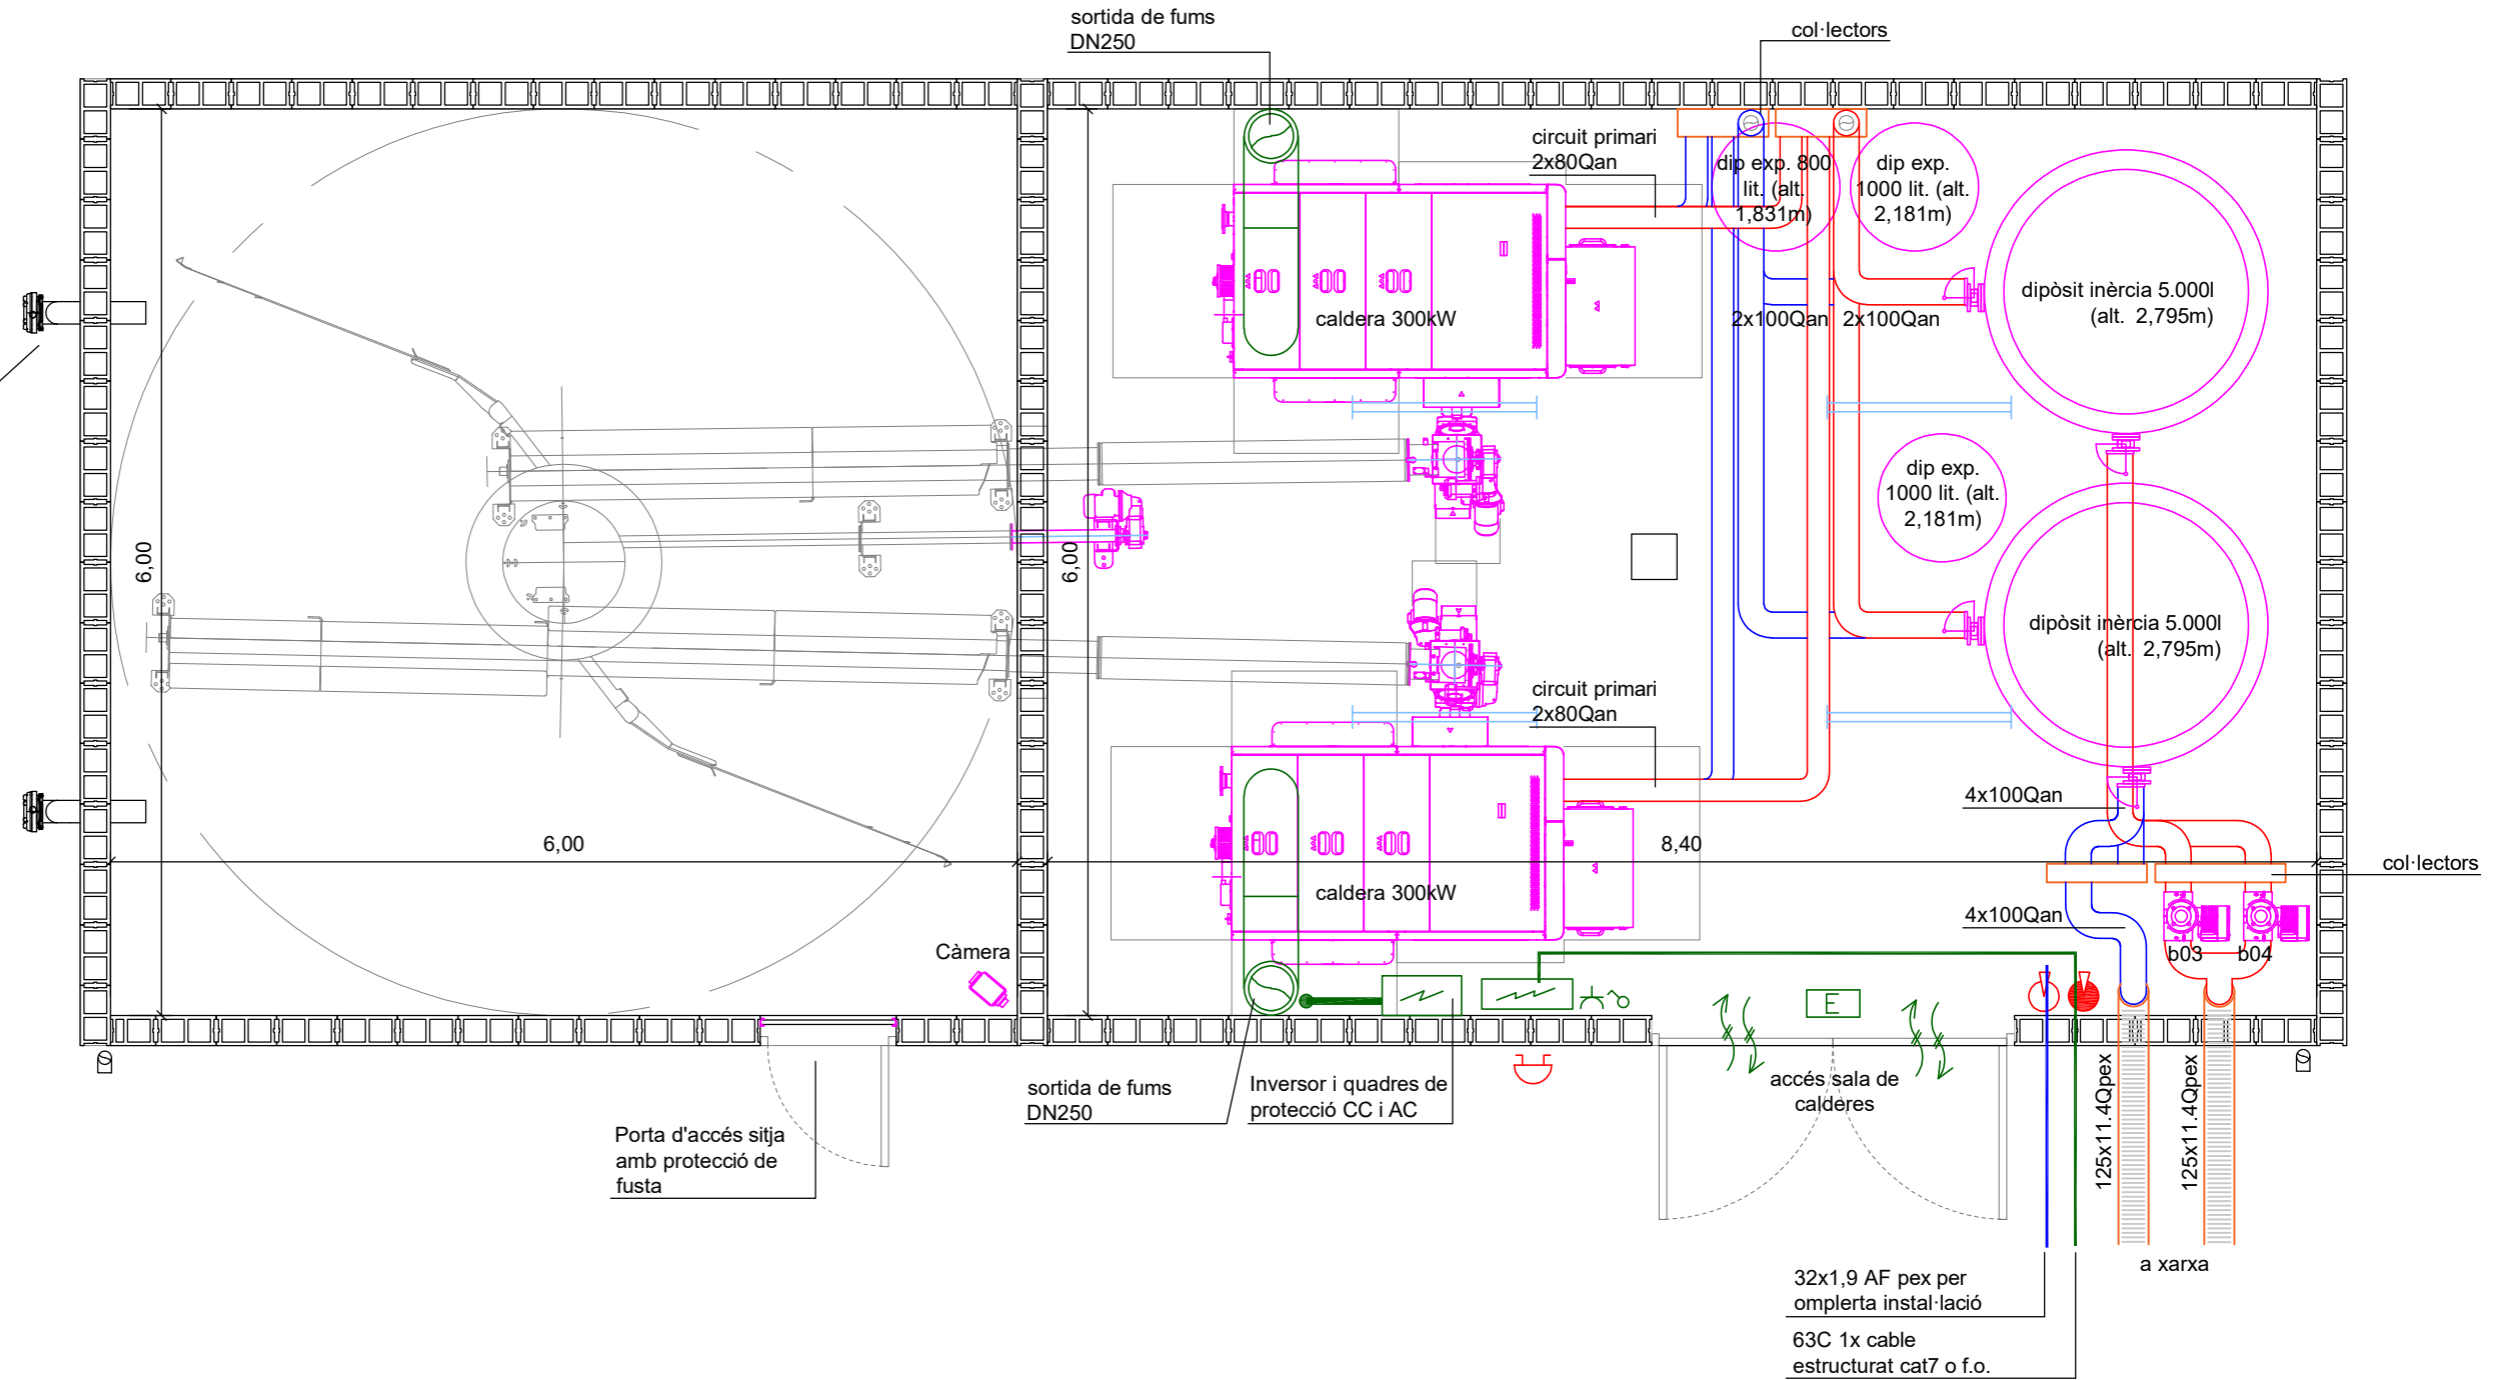 sortida de fums
DN250
col·lectors
circuit primari
2x80Qan
dip exp. 800
lit. (alt.
1,831m)
dip exp.
1000 lit. (alt.
2,181m)
dipòsit inèrcia 5.000l
(alt. 2,795m)
caldera 300kW
2x100Qan
2x100Qan
dip exp.
1000 lit. (alt.
2,181m)
6,00
6,00
dipòsit inèrcia 5.000l
(alt. 2,795m)
circuit primari
2x80Qan
4x100Qan
6,00
8,40
col·lectors
caldera 300kW
4x100Qan
Càmera
b03
b04
E
sortida de fums
DN250
Inversor i quadres de
protecció CC i AC
accés sala de
calderes
125x11.4Qpex
125x11.4Qpex
Porta d'accés sitja
amb protecció de
fusta
a xarxa
32x1,9 AF pex per
omplerta instal·lació
63C 1x cable
estructurat cat7 o f.o.